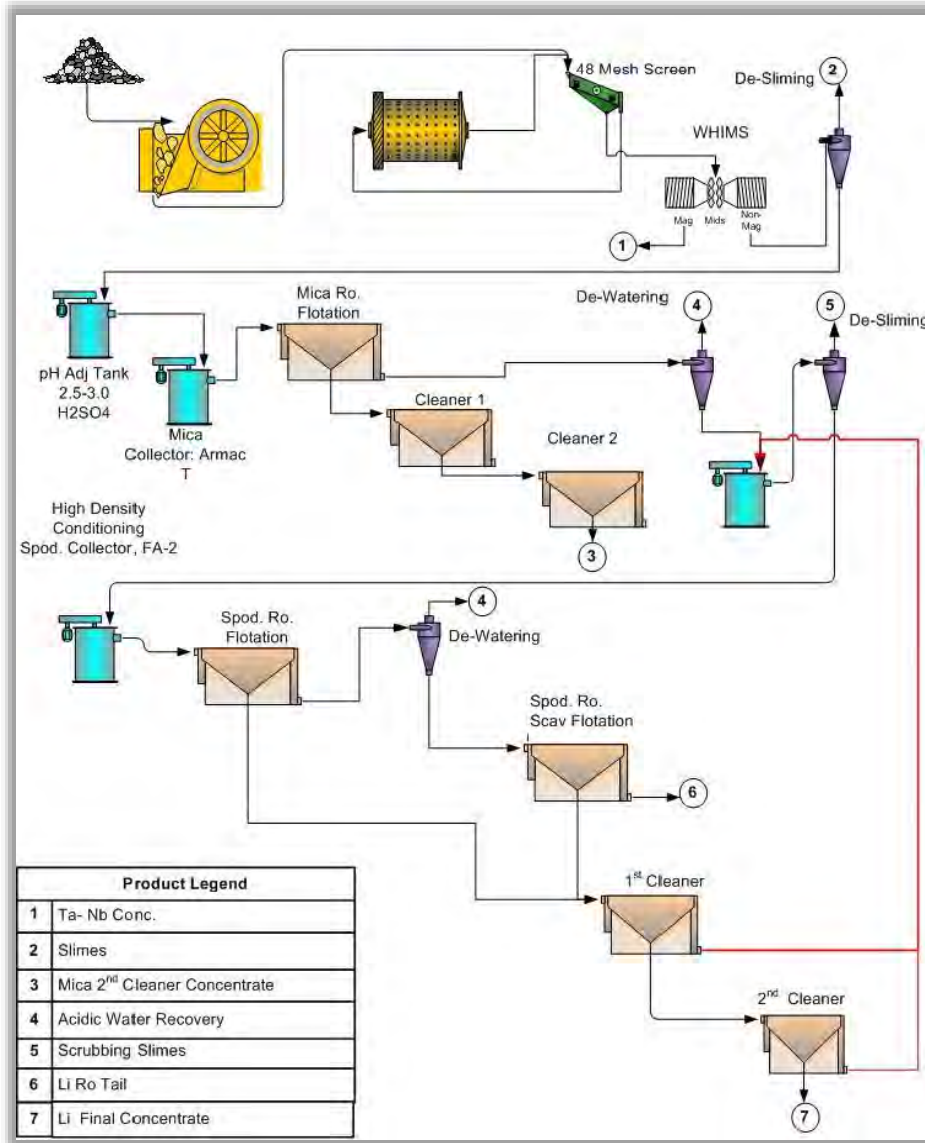 48 Mesh Screen
De-Sliming
2
WHIMS
Mag
Mids
Non-
Mag
1
Mica Ro.
Flotation
De-Watering
4
5
De-Sliming
pH Adj Tank
2.5-3.0
H2SO4
Mica
Collector: Armac
T
Cleaner 1
Cleaner 2
3
High Density
Conditioning
Spod. Collector, FA-2
Spod. Ro.
Flotation
4
De-Watering
Spod. Ro.
Scav Flotation
6
1st Cleaner
2nd Cleaner
7
Product Legend
1 Ta- Nb Conc.
2 Slimes
3 Mica 2nd Cleaner Concentrate
4 Acidic Water Recovery
5 Scrubbing Slimes
6 Li Ro Tail
7 Li Final Concentrate